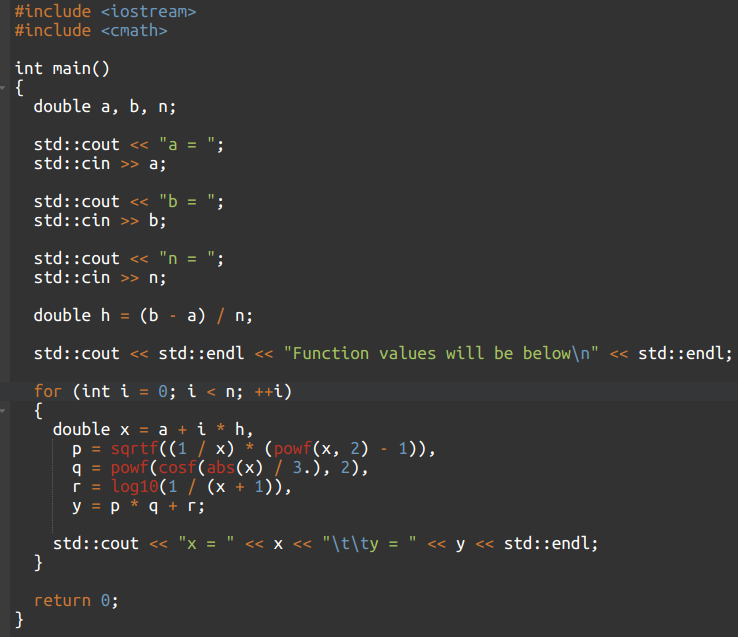 #include <iostream>
#include <cmath>

int main()
{
  double a, b, n;

  std::cout << "a = ";
  std::cin >> a;

  std::cout << "b = ";
  std::cin >> b;

  std::cout << "n = ";
  std::cin >> n;

  double h = (b - a) / n;

  std::cout << std::endl << "Function values will be below\n" << std::endl;

  for (int i = 0; i < n; ++i)
  {
    double x = a + i * h,
      p = sqrtf((1 / x) * (powf(x, 2) - 1)),
      q = powf(cosf(abs(x) / 3.), 2),
      r = log10(1 / (x + 1)),
      y = p * q + r;

    std::cout << "x = " << x << "\t\ty = " << y << std::endl;
  }

  return 0;
}